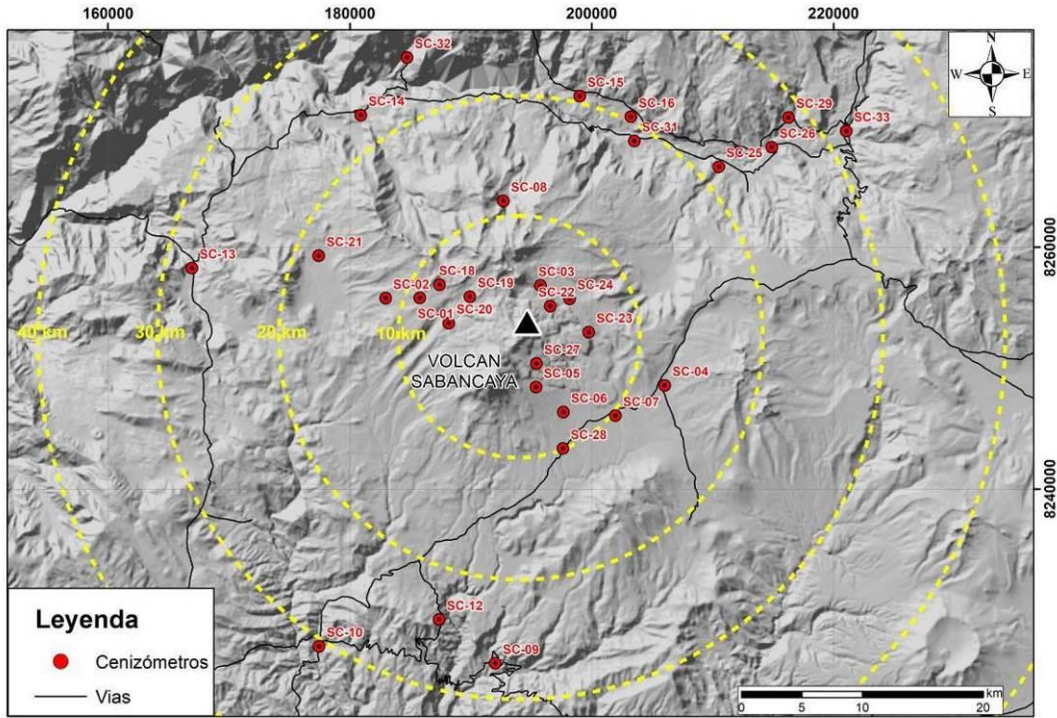 160000
180000
200000
220000
N
W E
S
SC-32
SC-15
SC-14
SC-16
SC-29
SC-31
SC-33
SC-26
SC-25
SC-08
8260000
SC-21
SC-13
SC-18
SC-03
SC-02
SC-19
SC-24
SC-22
SC-01
SC-20
SC-23
40 km
30 km
20 km
10 km
SC-27
VOLCAN
SABANCAYA
SC-05
SC-04
SC-06
SC-07
SC-28
8240000
SC-12
SC-10
SC-09
Leyenda
Cenizómetros
Vias
km
0 5 10 20